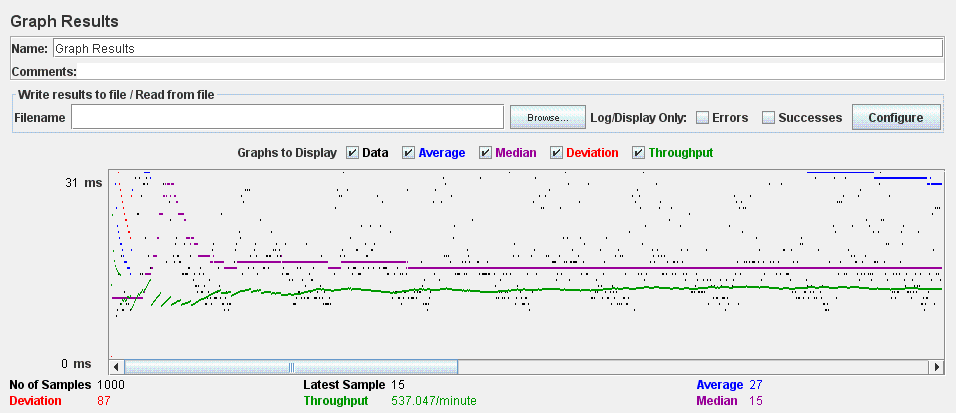 Graph Results
Name: Graph Results
Comments:
Write results to file / Read from file
Filename Browse... Log/Display Only: Errors Successes Configure
Graphs to Display Data Average Median Deviation Throughput
31 ms
0 ms
No of Samples 1000 Latest Sample 15 Average 27
Deviation 87 Throughput 537.047/minute Median 15